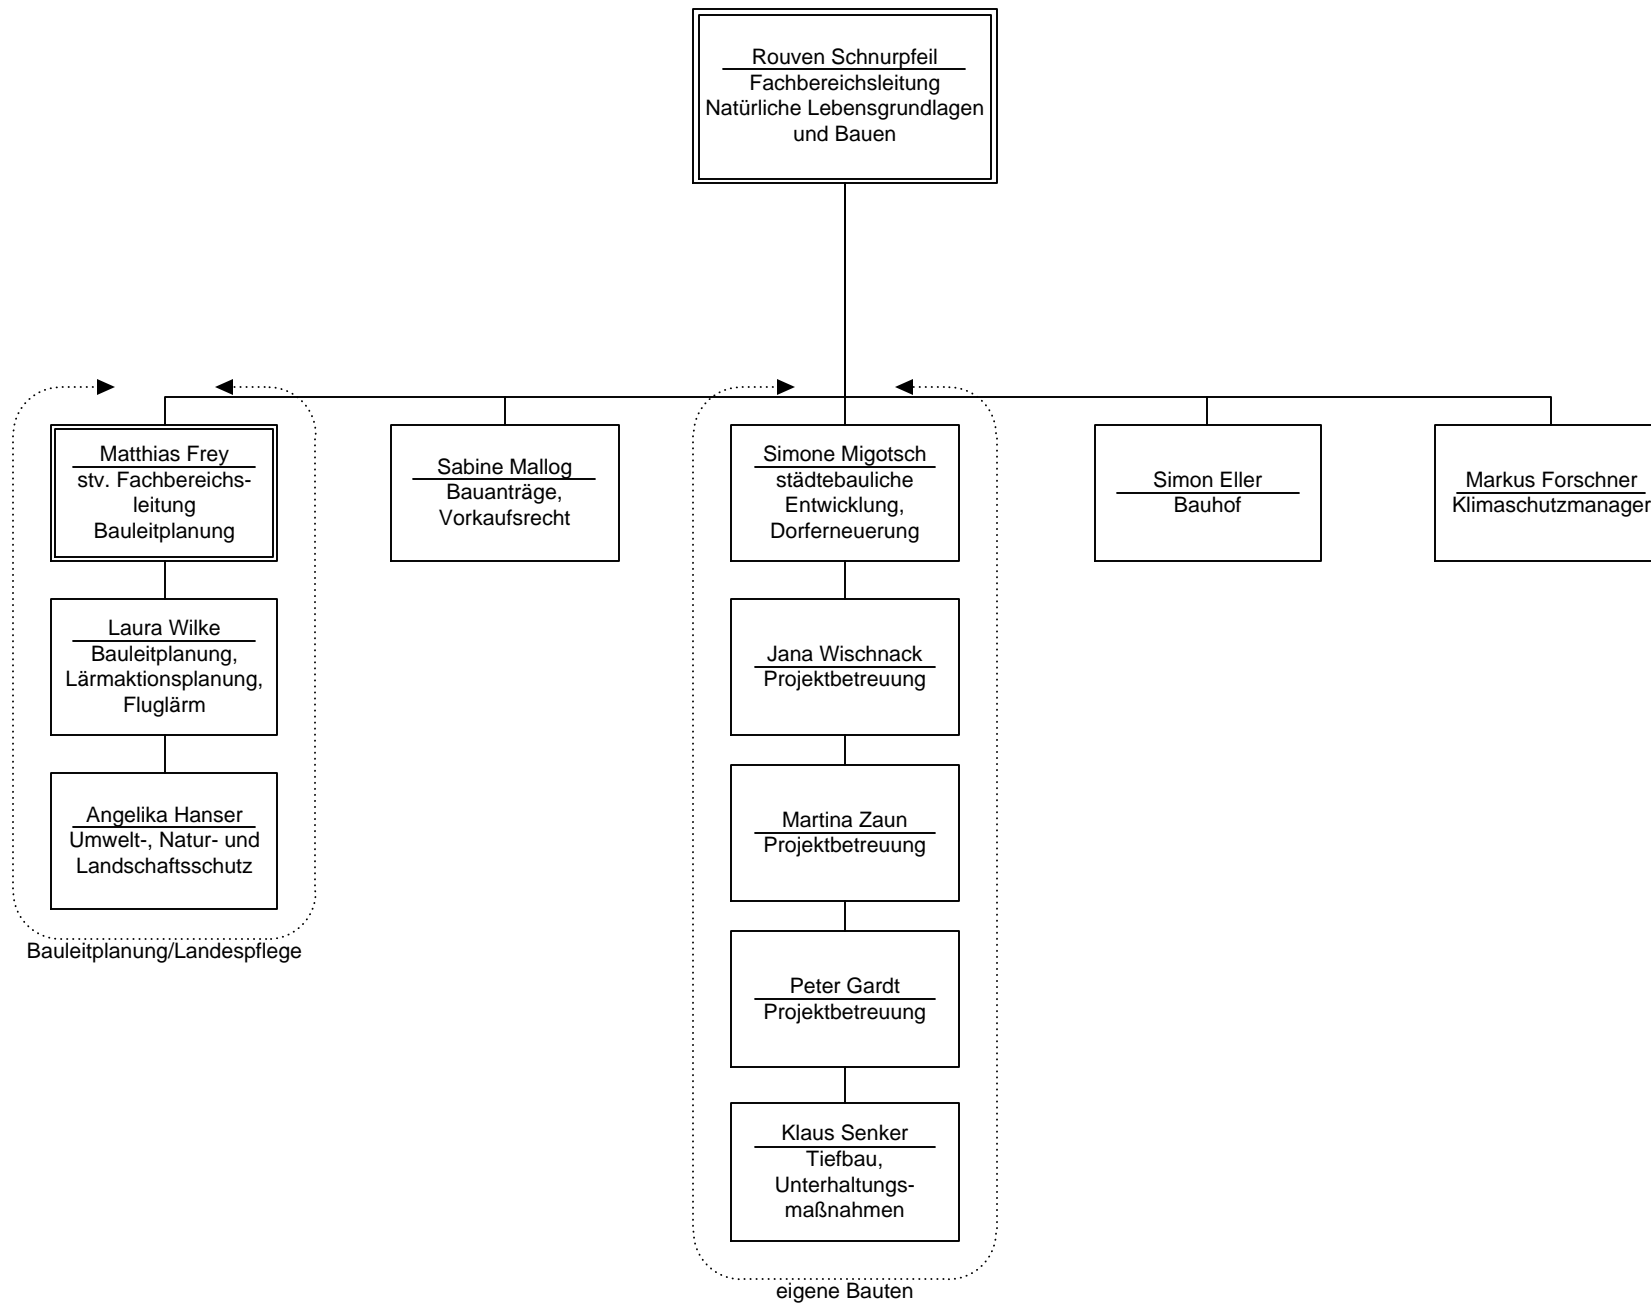 Rouven Schnurpfeil
Fachbereichsleitung
Natürliche Lebensgrundlagen
und Bauen
Matthias Frey
stv. Fachbereichs-
leitung
Bauleitplanung
Sabine Mallog
Bauanträge,
Vorkaufsrecht
Simone Migotsch
städtebauliche
Entwicklung,
Dorferneuerung
Simon Eller
Bauhof
Markus Forschner
Klimaschutzmanager
Laura Wilke
Bauleitplanung,
Lärmaktionsplanung,
Fluglärm
Jana Wischnack
Projektbetreuung
Angelika Hanser
Umwelt-, Natur- und
Landschaftsschutz
Martina Zaun
Projektbetreuung
Bauleitplanung/Landespflege
Peter Gardt
Projektbetreuung
Klaus Senker
Tiefbau,
Unterhaltungs-
maßnahmen
eigene Bauten